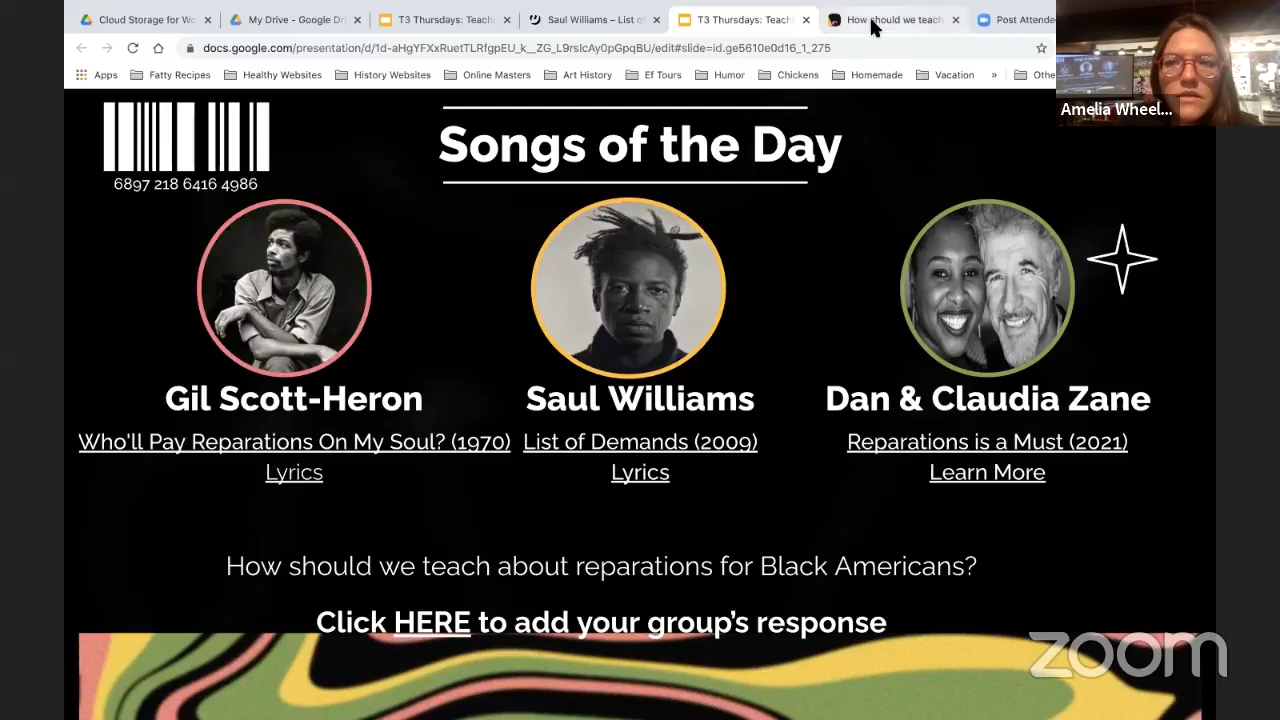 Cloud Storage for Wo
My Drive - Google Dri
T3 Thursdays: Teachi
Saul Williams – List o
T3 Thursdays: Teachi
How should we teach
Post Attende
docs.google.com/presentation/d/1d-aHgYFXxRuetTLRfgpEU_k__ZG_L9rslcAy0pGpqBU/edit#slide=id.ge5610e0d16_1_275
Apps
Fatty Recipes
Healthy Websites
History Websites
Online Masters
Art History
Ef Tours
Humor
Chickens
Homemade
Vacation
»
Othe
Amelia Wheel...
Songs of the Day
6897 218 6416 4986
Gil Scott-Heron
Saul Williams
Dan & Claudia Zane
Who'll Pay Reparations On My Soul? (1970)
List of Demands (2009)
Reparations is a Must (2021)
Lyrics
Lyrics
Learn More
How should we teach about reparations for Black Americans?
Click HERE to add your group's response
zoom